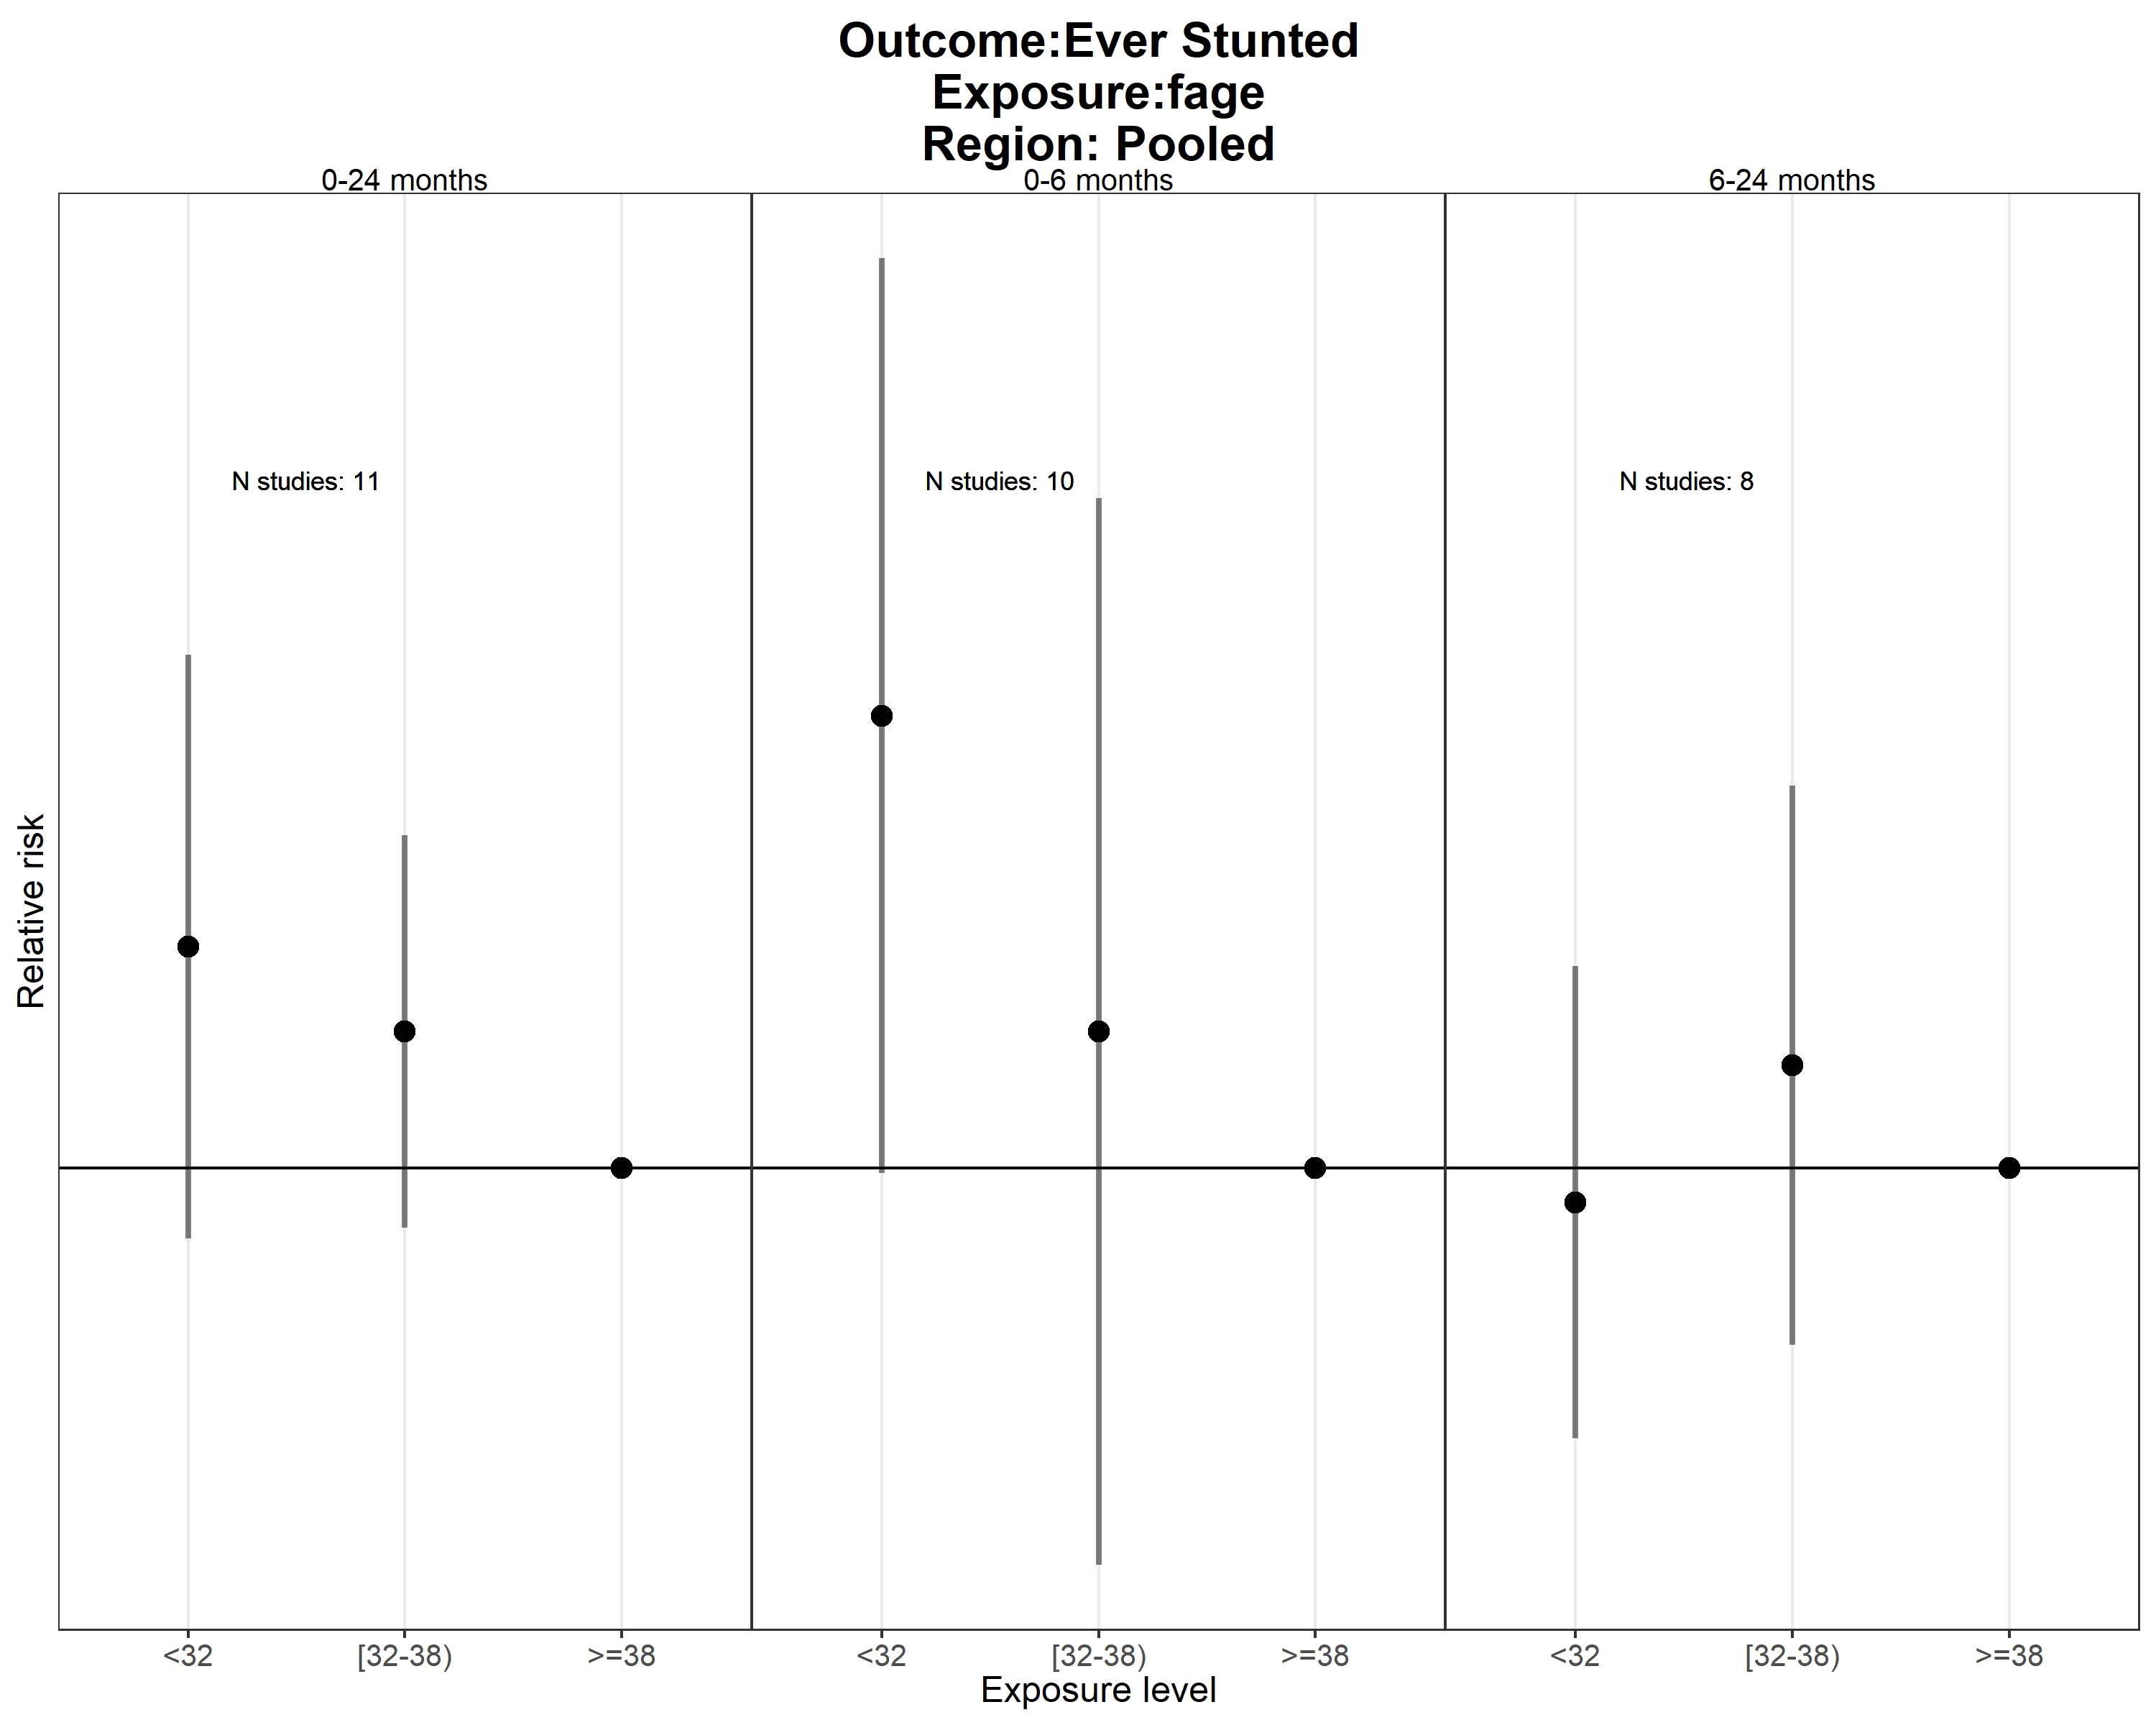 Outcome:Ever Stunted
Exposure:fage
Region: Pooled
0-24 months
0-6 months
6-24 months
N studies: 11
N studies: 10
N studies: 8
Relative risk
<32
[32-38)
>=38
<32
[32-38)
>=38
<32
[32-38)
>=38
Exposure level